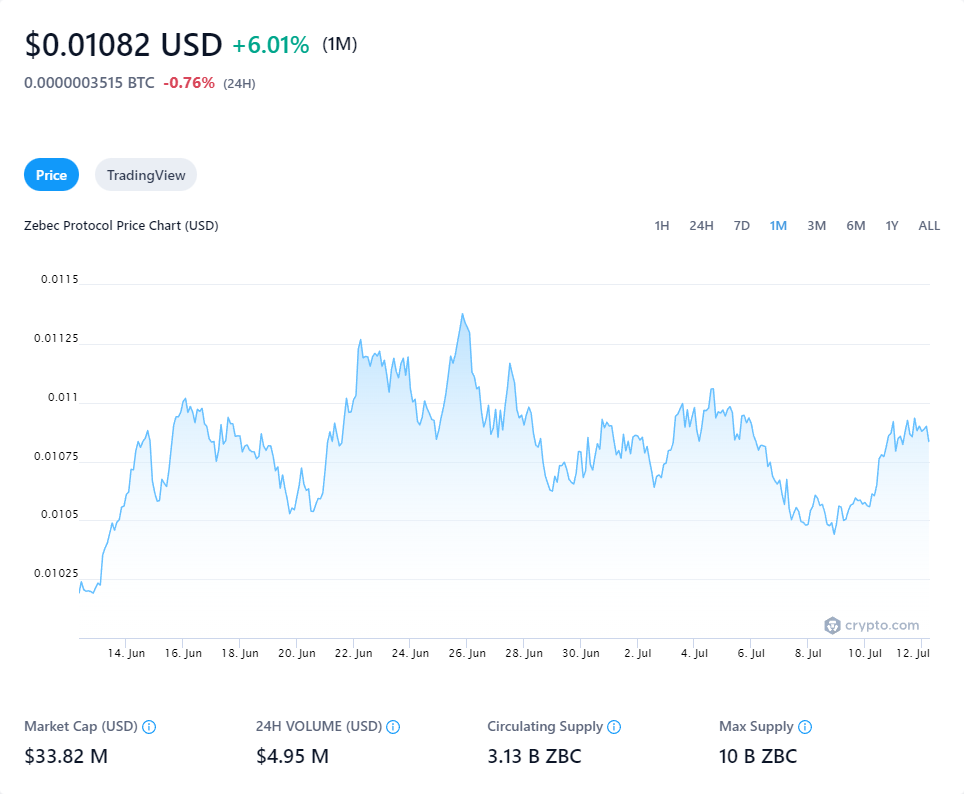 $0.01082 USD +6.01% (1M)
0.0000003515 BTC -0.76% (24H)
Price TradingView
Zebec Protocol Price Chart (USD) 1H 24H 7D 1M 3M 6M 1Y ALL
0.0115
0.01125
0.011
0.01075
0.0105
0.01025
crypto.com
14. Jun 16. Jun 18. Jun 20. Jun 22. Jun 24. Jun 26. Jun 28. Jun 30. Jun 2. Jul 4. Jul 6. Jul 8. Jul 10. Jul 12. Jul
Market Cap (USD) 24H VOLUME (USD) Circulating Supply Max Supply
$33.82 M $4.95 M 3.13 B ZBC 10 B ZBC